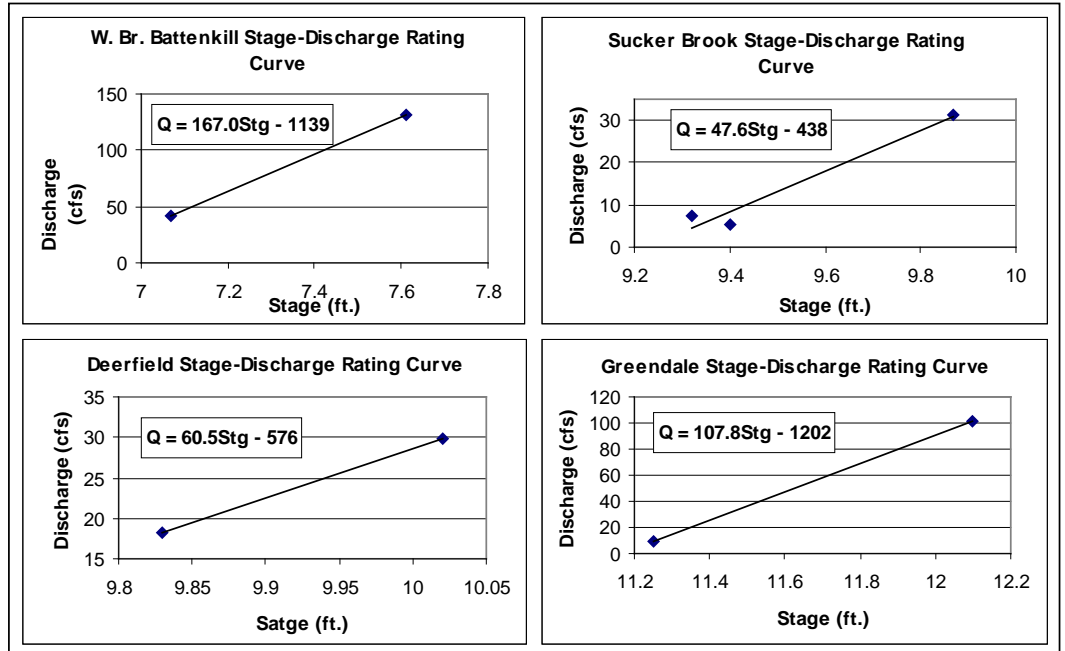 W. Br. Battenkill Stage-Discharge Rating
Curve
Q = 167.0Stg - 1139
150
100
50
0
Discharge
(cfs)
7
7.2
7.4
7.6
7.8
Stage (ft.)
Sucker Brook Stage-Discharge Rating
Curve
Q = 47.6Stg - 438
30
20
10
0
Discharge (cfs)
9.2
9.4
9.6
9.8
10
Stage (ft.)
Deerfield Stage-Discharge Rating Curve
Q = 60.5Stg - 576
35
30
25
20
15
Discharge (cfs)
9.8
9.85
9.9
9.95
10
10.05
Satge (ft.)
Greendale Stage-Discharge Rating Curve
Q = 107.8Stg - 1202
120
100
80
60
40
20
0
Discharge (cfs)
11.2
11.4
11.6
11.8
12
12.2
Stage (ft.)